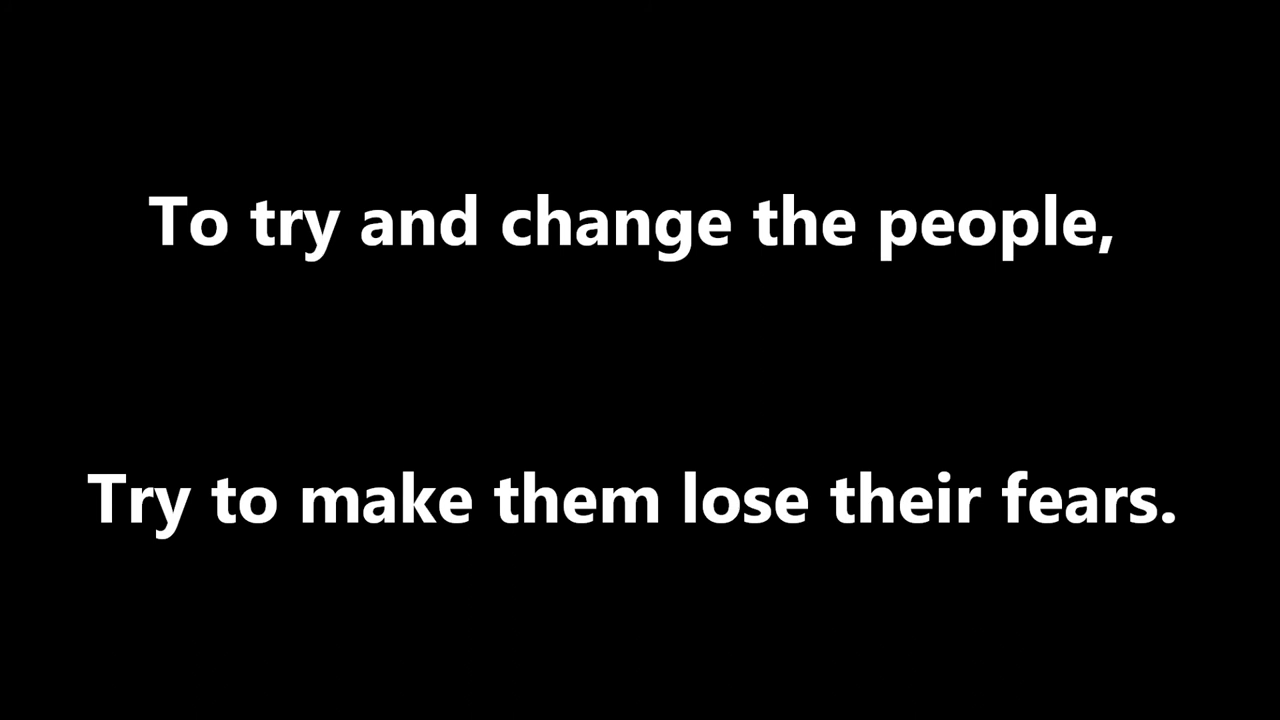 To try and change the people,
Try to make them lose their fears.